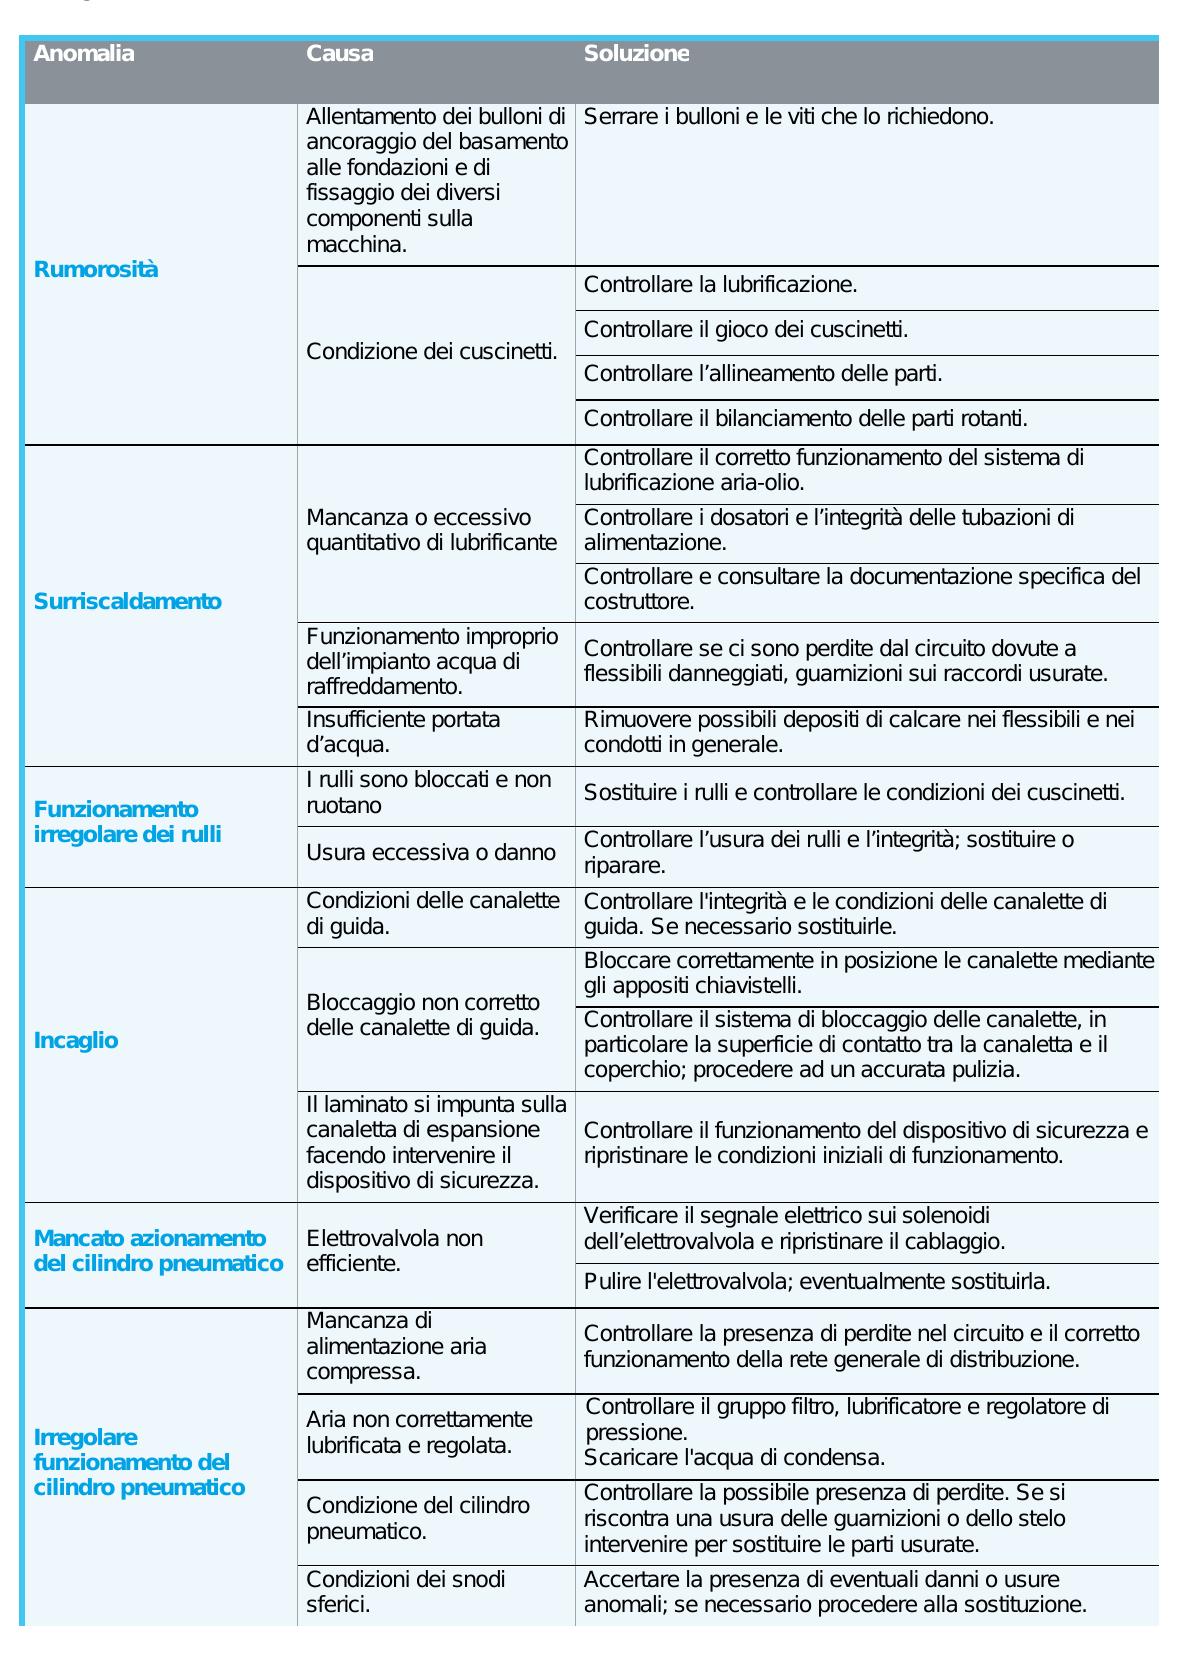 Anomalia
Causa
Soluzione
Rumorosità
Allentamento dei bulloni di
ancoraggio del basamento
alle fondazioni e di
fissaggio dei diversi
componenti sulla
macchina.
Serrare i bulloni e le viti che lo richiedono.
Condizione dei cuscinetti.
Controllare la lubrificazione.
Controllare il gioco dei cuscinetti.
Controllare l’allineamento delle parti.
Controllare il bilanciamento delle parti rotanti.
Surriscaldamento
Mancanza o eccessivo
quantitativo di lubrificante
Controllare il corretto funzionamento del sistema di
lubrificazione aria-olio.
Controllare i dosatori e l’integrità delle tubazioni di
alimentazione.
Controllare e consultare la documentazione specifica del
costruttore.
Funzionamento improprio
dell’impianto acqua di
raffreddamento.
Controllare se ci sono perdite dal circuito dovute a
flessibili danneggiati, guarnizioni sui raccordi usurate.
Insufficiente portata
d’acqua.
Rimuovere possibili depositi di calcare nei flessibili e nei
condotti in generale.
Funzionamento
irregolare dei rulli
I rulli sono bloccati e non
ruotano
Sostituire i rulli e controllare le condizioni dei cuscinetti.
Usura eccessiva o danno
Controllare l’usura dei rulli e l’integrità; sostituire o
riparare.
Incaglio
Condizioni delle canalette
di guida.
Controllare l'integrità e le condizioni delle canalette di
guida. Se necessario sostituirle.
Bloccaggio non corretto
delle canalette di guida.
Bloccare correttamente in posizione le canalette mediante
gli appositi chiavistelli.
Controllare il sistema di bloccaggio delle canalette, in
particolare la superficie di contatto tra la canaletta e il
coperchio; procedere ad un accurata pulizia.
Il laminato si impunta sulla
canaletta di espansione
facendo intervenire il
dispositivo di sicurezza.
Controllare il funzionamento del dispositivo di sicurezza e
ripristinare le condizioni iniziali di funzionamento.
Mancato azionamento
del cilindro pneumatico
Elettrovalvola non
efficiente.
Verificare il segnale elettrico sui solenoidi
dell’elettrovalvola e ripristinare il cablaggio.
Pulire l'elettrovalvola; eventualmente sostituirla.
Irregolare
funzionamento del
cilindro pneumatico
Mancanza di
alimentazione aria
compressa.
Controllare la presenza di perdite nel circuito e il corretto
funzionamento della rete generale di distribuzione.
Aria non correttamente
lubrificata e regolata.
Controllare il gruppo filtro, lubrificatore e regolatore di
pressione.
Scaricare l'acqua di condensa.
Condizione del cilindro
pneumatico.
Controllare la possibile presenza di perdite. Se si
riscontra una usura delle guarnizioni o dello stelo
intervenire per sostituire le parti usurate.
Condizioni dei snodi
sferici.
Accertare la presenza di eventuali danni o usure
anomali; se necessario procedere alla sostituzione.